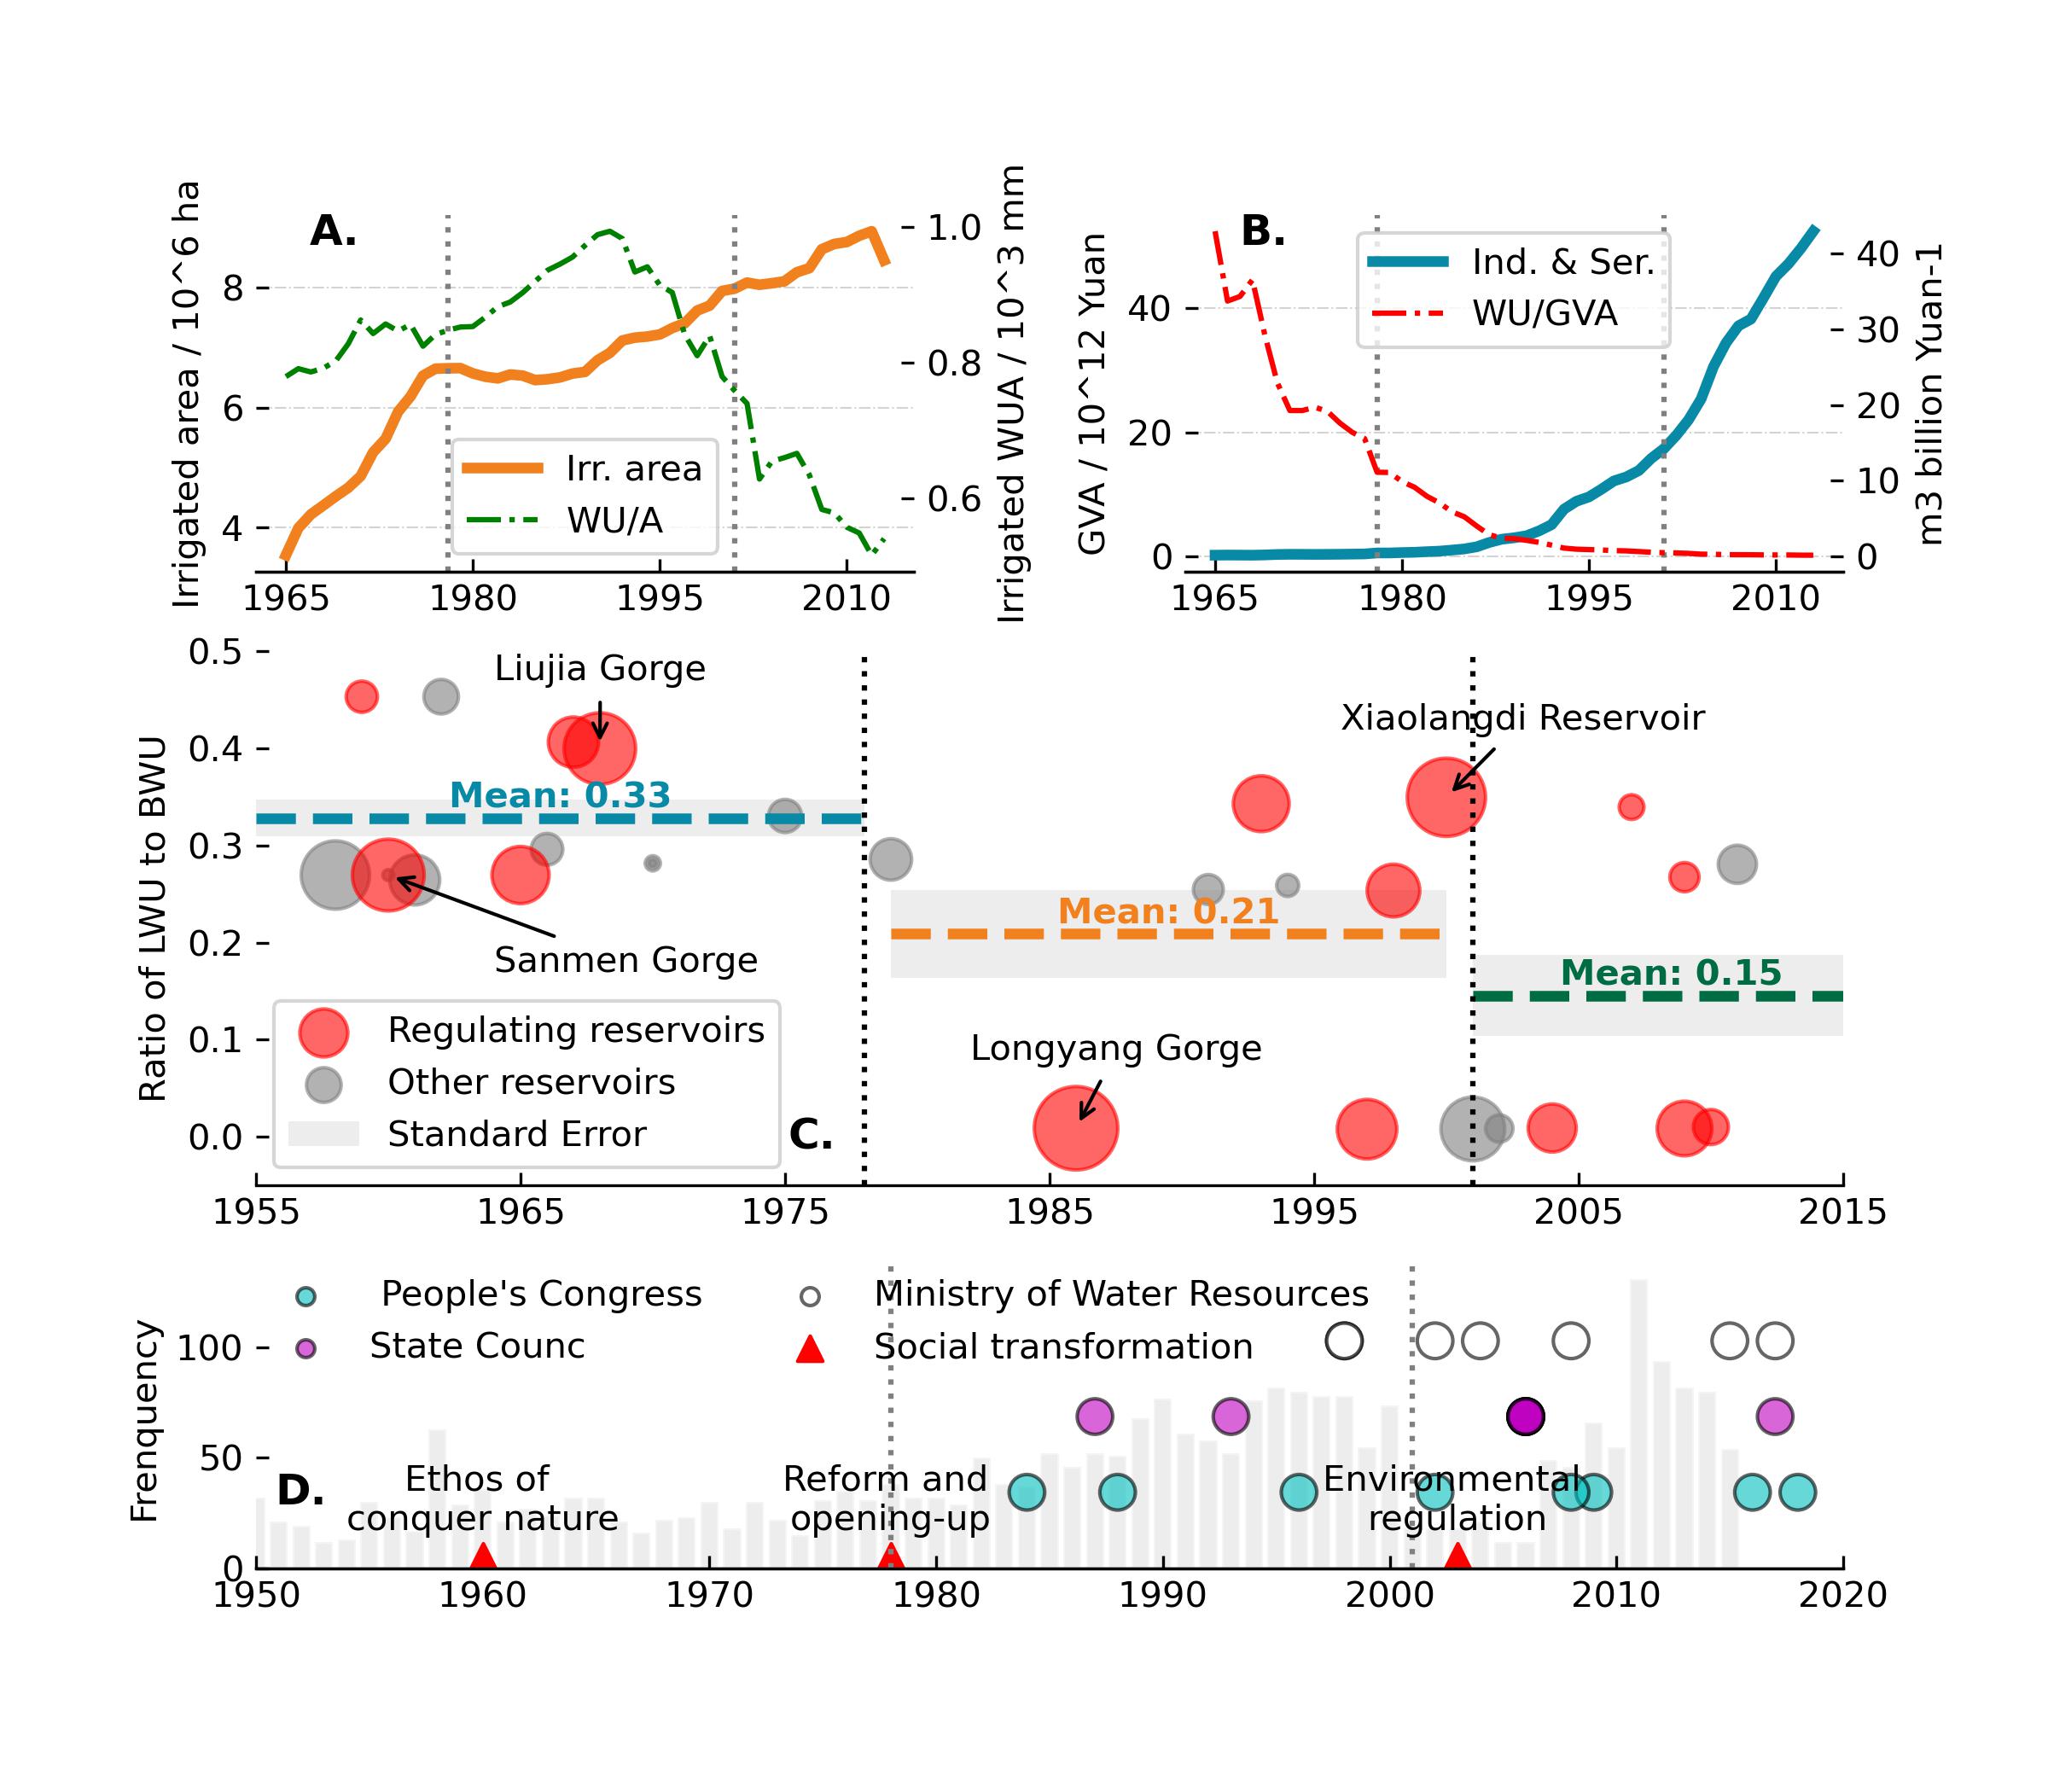 A.
Irrigated area / 10^6 ha
8
6
4
1.0
0.8
0.6
Irrigated WUA / 10^3 mm
Irr. area
WU/A
1965 1980 1995 2010
B.
GVA / 10^12 Yuan
40
20
0
40
30
20
10
0
m3 billion Yuan-1
Ind. & Ser.
WU/GVA
1965 1980 1995 2010
Ratio of LWU to BWU
0.5
0.4
0.3
0.2
0.1
0.0
Liujia Gorge
Xiaolangdi Reservoir
Mean: 0.33
Mean: 0.21
Sanmen Gorge
Mean: 0.15
Longyang Gorge
Regulating reservoirs
Other reservoirs
Standard Error
C.
1955 1965 1975 1985 1995 2005 2015
Frenquency
100
50
0
People's Congress
Ministry of Water Resources
State Counc
Social transformation
D.
Ethos of
conquer nature
Reform and
opening-up
Environmental
regulation
1950 1960 1970 1980 1990 2000 2010 2020